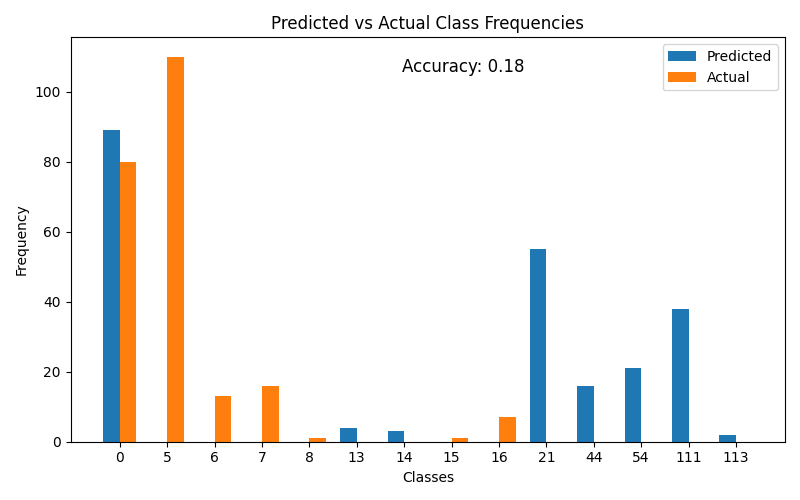 Predicted vs Actual Class Frequencies
Accuracy: 0.18
Predicted
Actual
Frequency
100
80
60
40
20
0
0 5 6 7 8 13 14 15 16 21 44 54 111 113
Classes